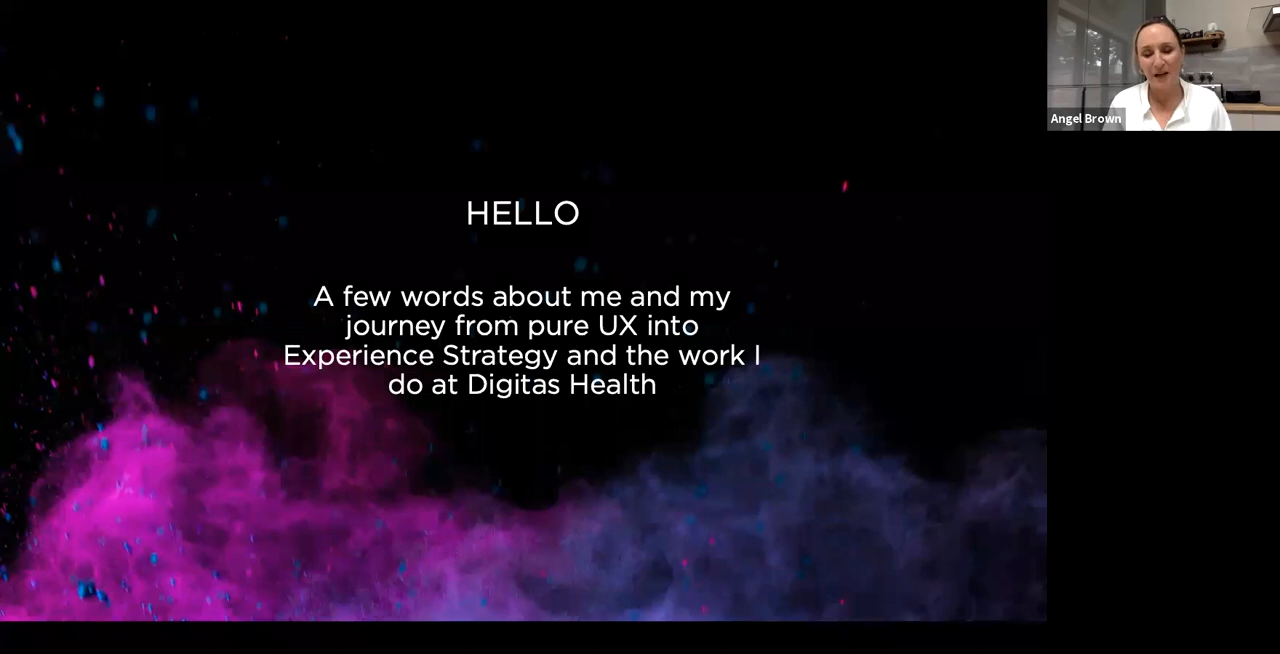 HELLO
A few words about me and my
journey from pure UX into
Experience Strategy and the work I
do at Digitas Health
Angel Brown